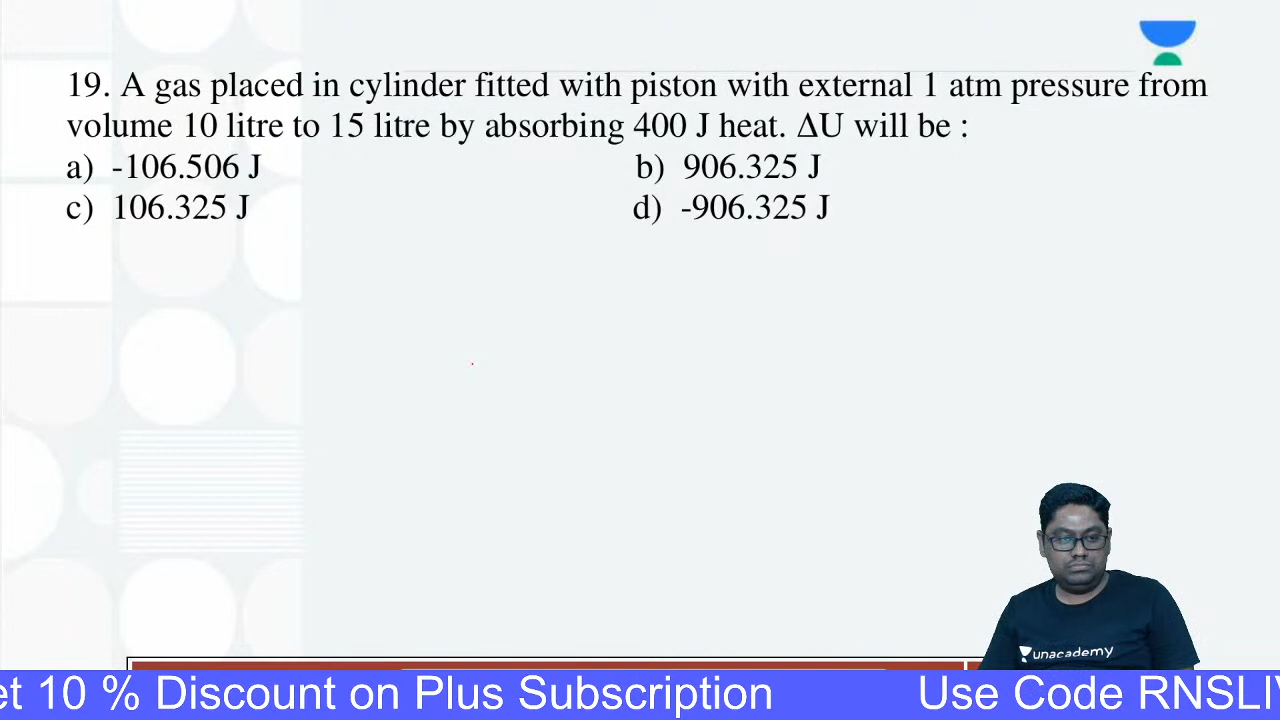 19. A gas placed in cylinder fitted with piston with external 1 atm pressure from
volume 10 litre to 15 litre by absorbing 400 J heat. ΔU will be :
a) -106.506 J b) 906.325 J
c) 106.325 J d) -906.325 J
unacademy
et 10 % Discount on Plus Subscription Use Code RNSLIV